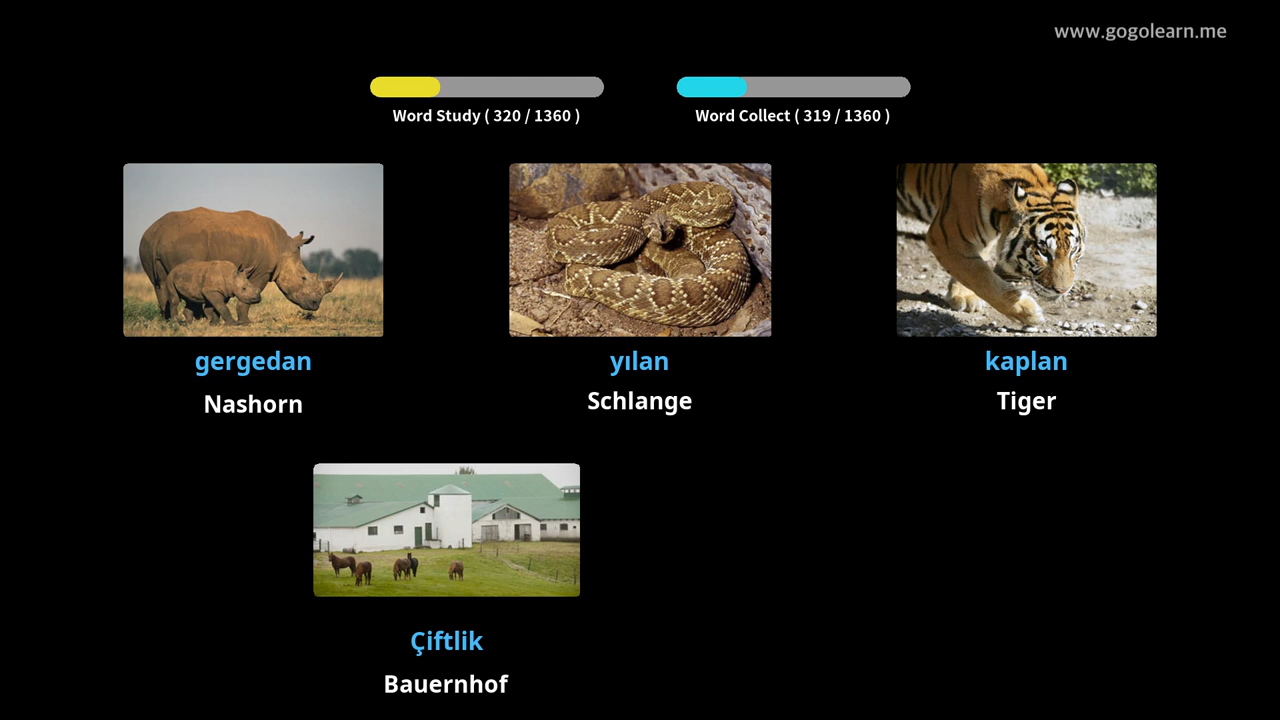 www.gogolearn.me
Word Study ( 320 / 1360 )
Word Collect ( 319 / 1360 )
gergedan
Nashorn
yılan
Schlange
kaplan
Tiger
Çiftlik
Bauernhof